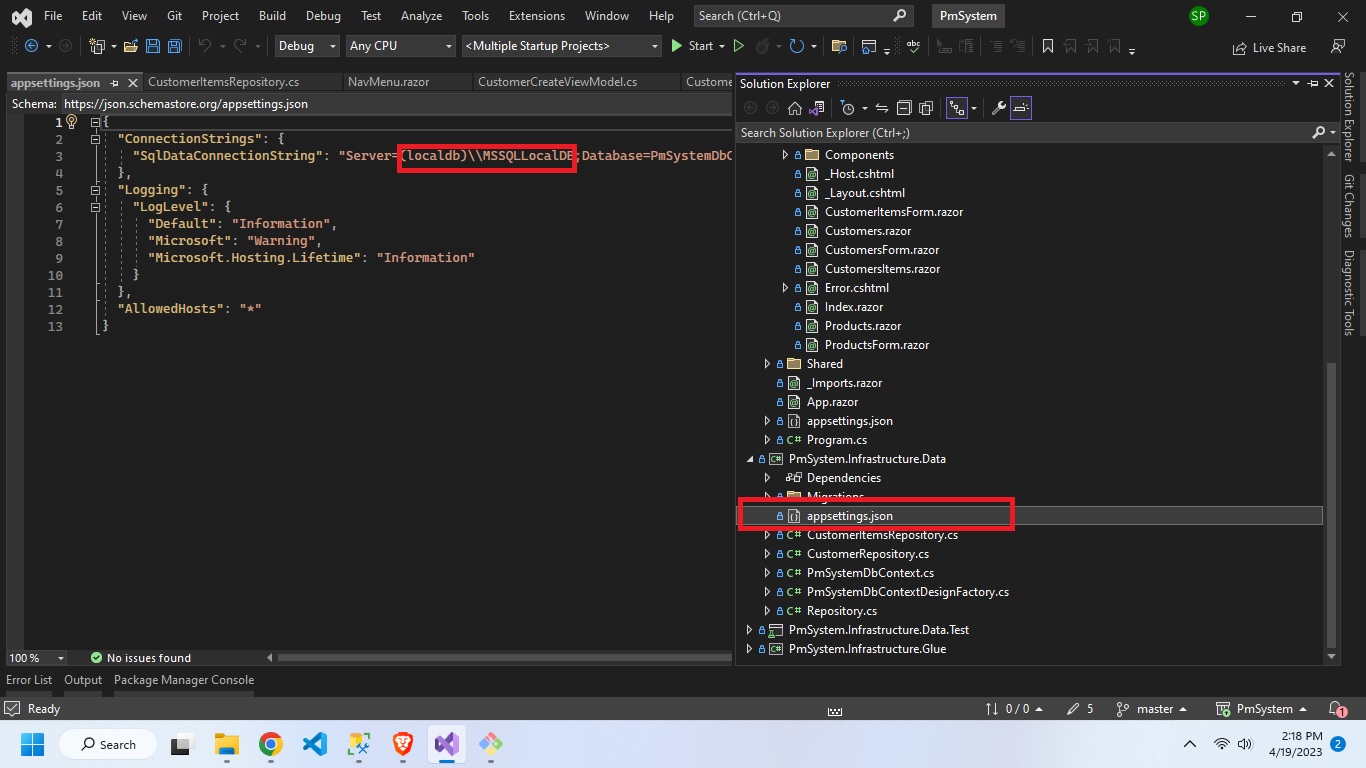 File Edit View Git Project Build Debug Test Analyze Tools Extensions Window Help Search (Ctrl+Q) PmSystem SP
Debug Any CPU <Multiple Startup Projects> Start Live Share
appsettings.json CustomerItemsRepository.cs NavMenu.razor CustomerCreateViewModel.cs Custome
Schema: https://json.schemastore.org/appsettings.json
1 {
2 "ConnectionStrings": {
3 "SqlDataConnectionString": "Server=(localdb)\\MSSQLLocalDB;Database=PmSystemDbC
4 },
5 "Logging": {
6 "LogLevel": {
7 "Default": "Information",
8 "Microsoft": "Warning",
9 "Microsoft.Hosting.Lifetime": "Information"
10 }
11 },
12 "AllowedHosts": "*"
13 }
100 % No issues found
Solution Explorer
Search Solution Explorer (Ctrl+;)
Components
_Host.cshtml
_Layout.cshtml
CustomerItemsForm.razor
Customers.razor
CustomersForm.razor
CustomersItems.razor
Error.cshtml
Index.razor
Products.razor
ProductsForm.razor
Shared
_Imports.razor
App.razor
appsettings.json
C# Program.cs
C# PmSystem.Infrastructure.Data
Dependencies
Migrations
appsettings.json
C# CustomerItemsRepository.cs
C# CustomerRepository.cs
C# PmSystemDbContext.cs
C# PmSystemDbContextDesignFactory.cs
C# Repository.cs
PmSystem.Infrastructure.Data.Test
C# PmSystem.Infrastructure.Glue
Solution Explorer
Git Changes
Diagnostic Tools
Error List Output Package Manager Console
Ready 0 / 0 5 master PmSystem 1
Search 2:18 PM
4/19/2023 2